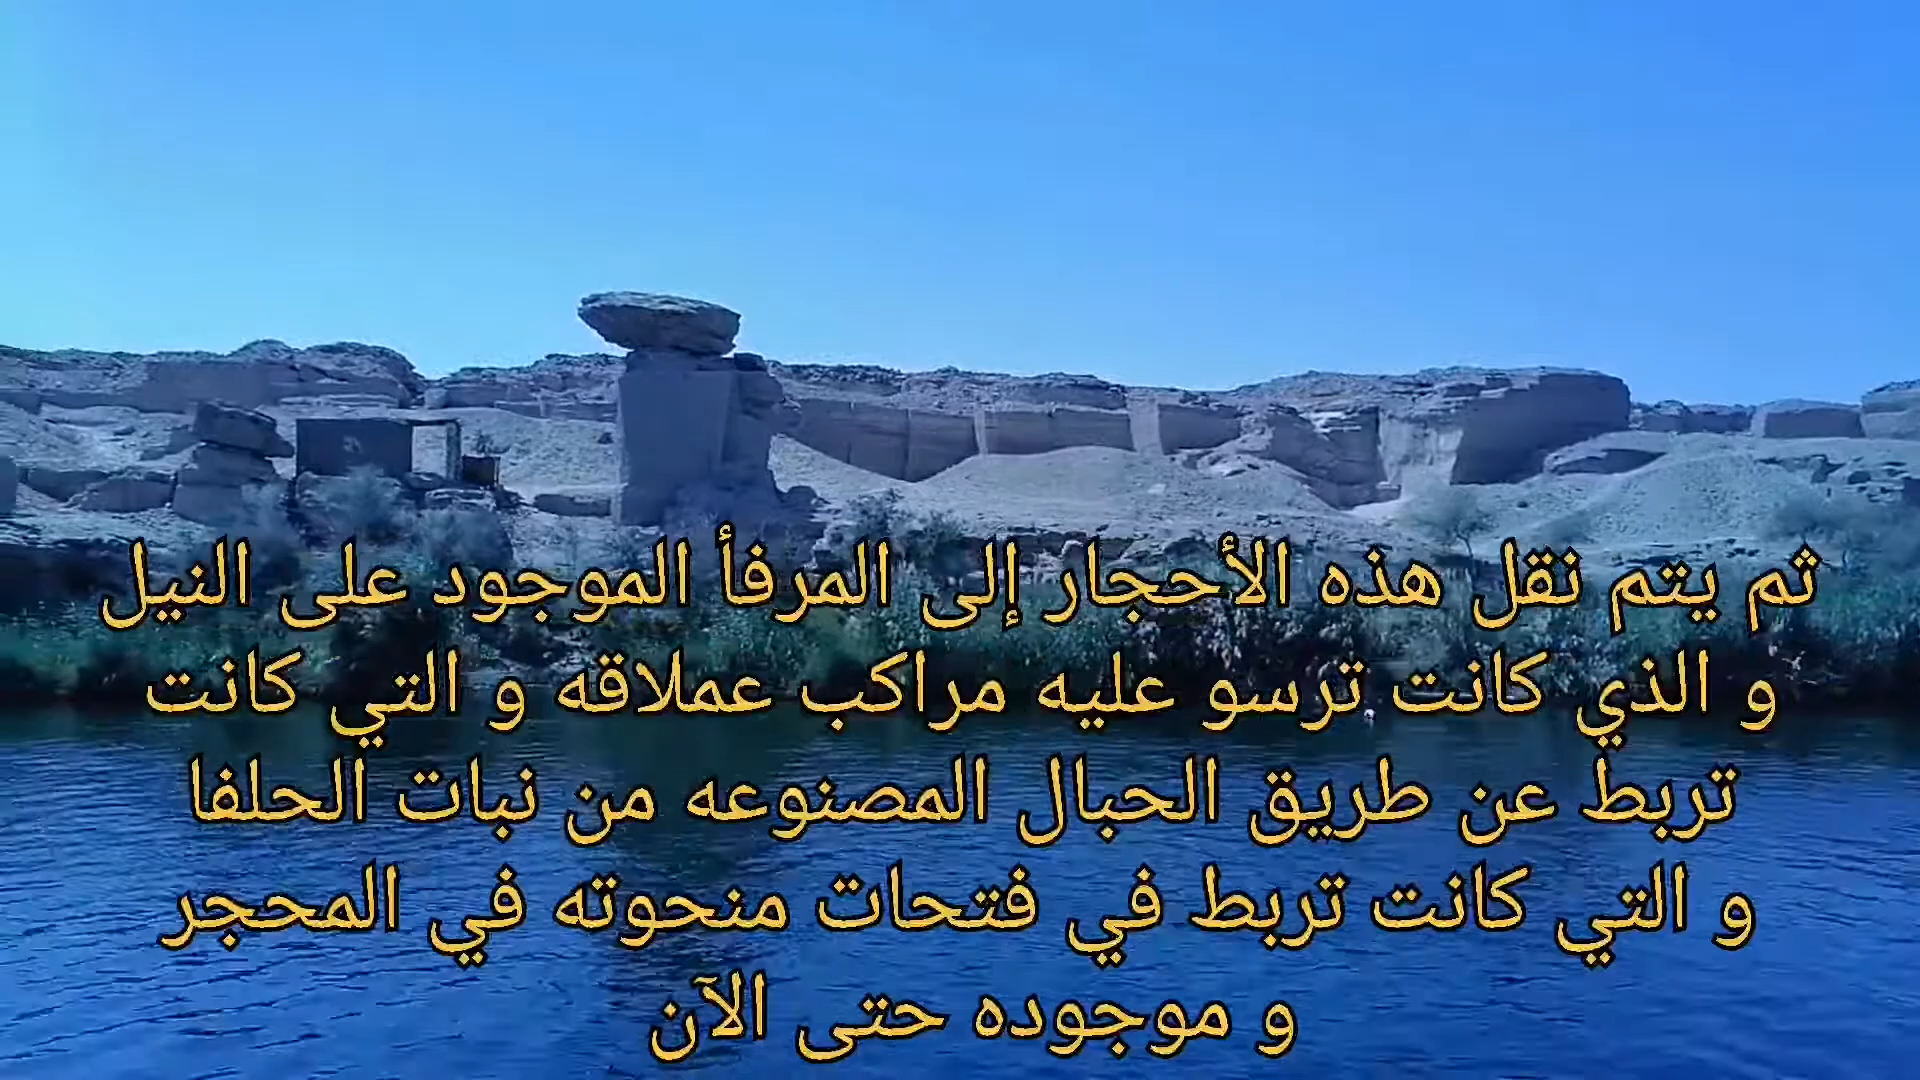 ثم يتم نقل هذه الأحجار إلى المرفأ الموجود على النيل
و الذي كانت ترسو عليه مراكب عملاقه و التي كانت
تربط عن طريق الحبال المصنوعه من نبات الحلفا
و التي كانت تربط في فتحات منحوته في المحجر
و موجوده حتى الآن